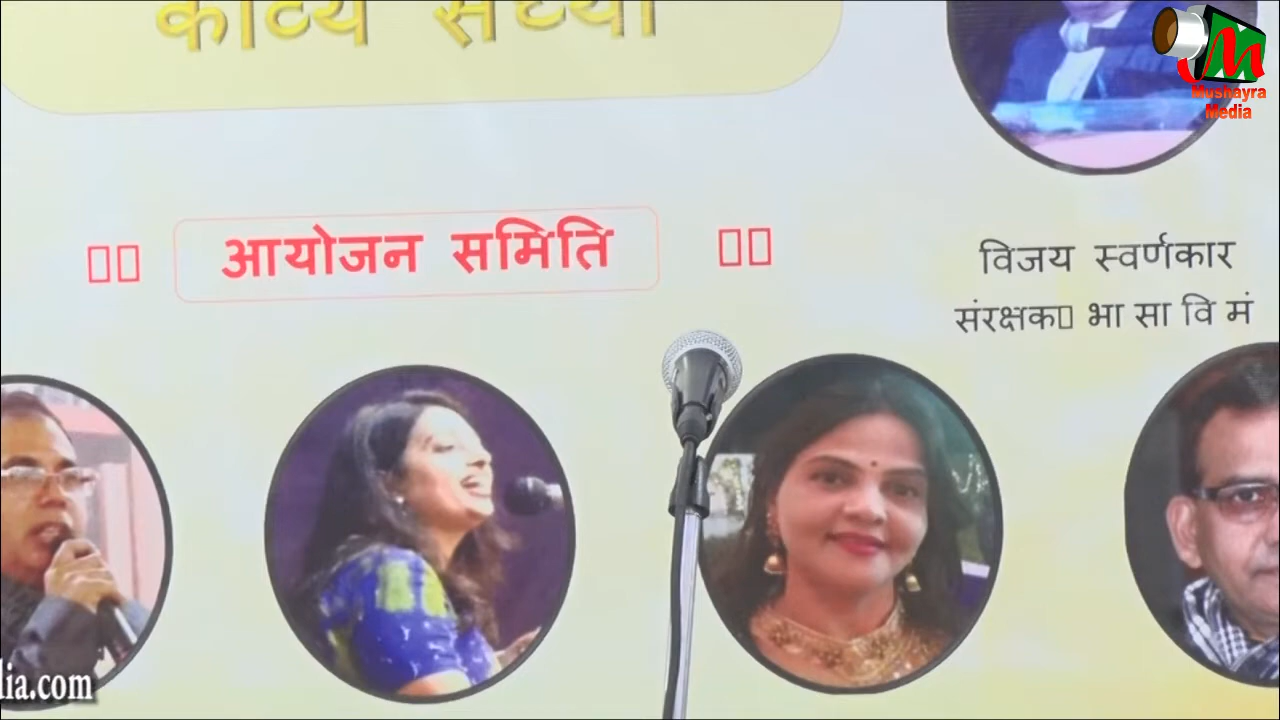 काव्य संध्या
Mushayra
Media
आयोजन समिति
विजय स्वर्णकार
संरक्षक भा सा वि मं
dia.com